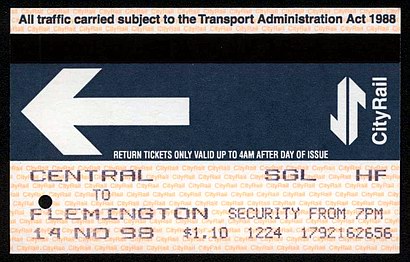 All traffic carried subject to the Transport Administration Act 1988
CityRail
RETURN TICKETS ONLY VALID UP TO 4AM AFTER DAY OF ISSUE
CENTRAL SGL HF
TO
FLEMINGTON SECURITY FROM 7PM
14 NO 98 $1.10 1224 1792162656